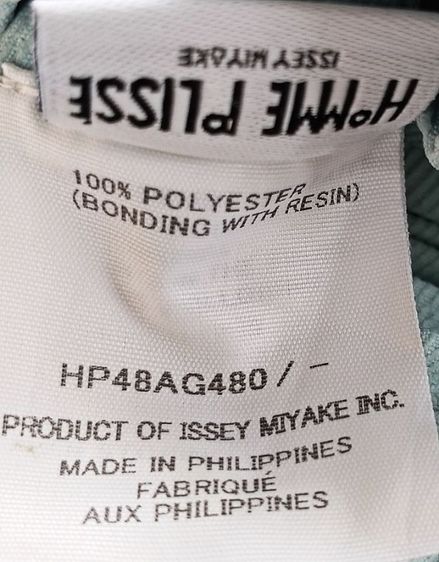 HOMME PLISSÉ
ISSEY MIYAKE
100% POLYESTER
(BONDING WITH RESIN)
HP48AG480 / -
PRODUCT OF ISSEY MIYAKE INC.
MADE IN PHILIPPINES
FABRIQUÉ
AUX PHILIPPINES